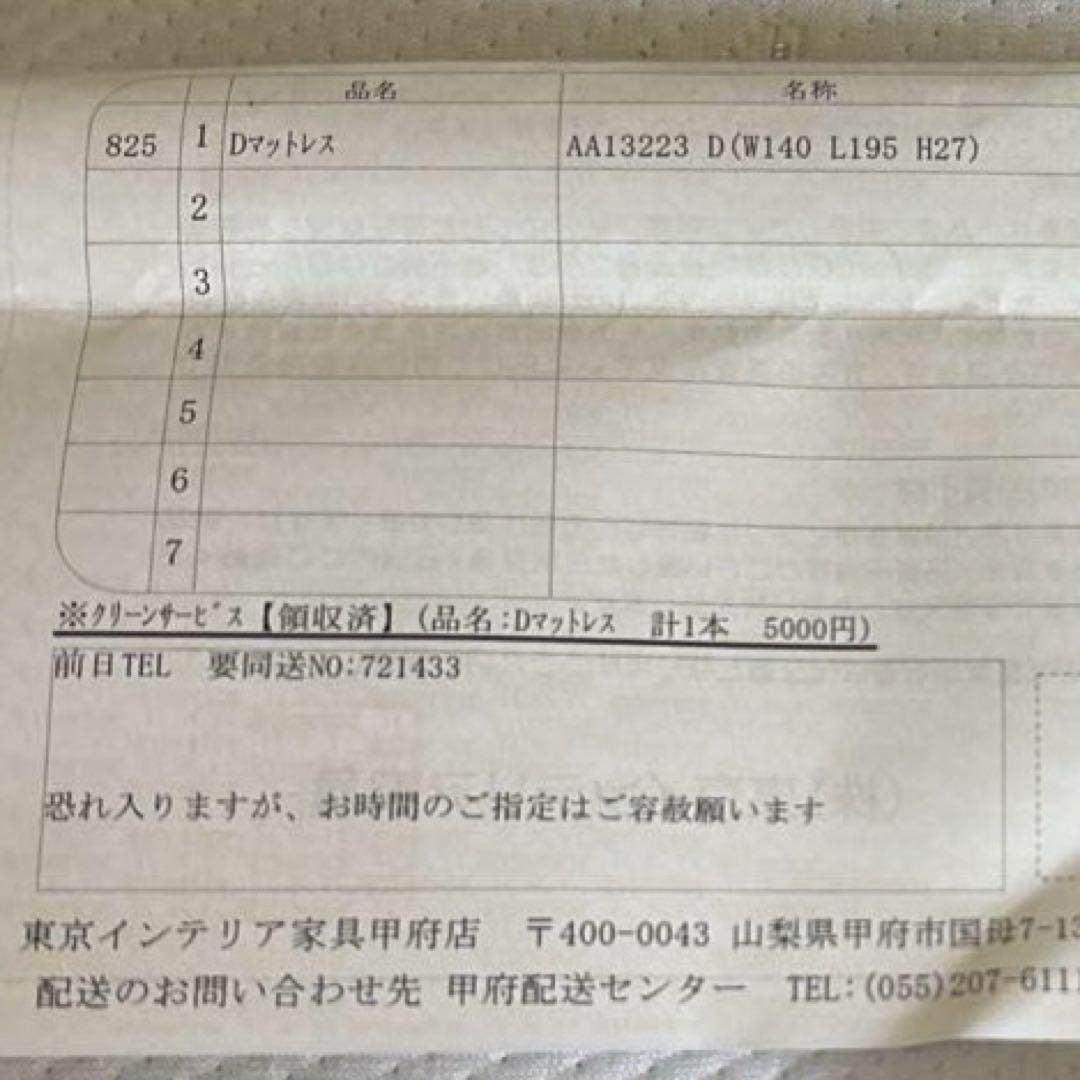 品名 名称
825 1 Dマットレス AA13223 D(W140 L195 H27)
2
3
4
5
6
7
※クリーンサービス【領収済】(品名:Dマットレス 計1本 5000円)
前日TEL 要同送NO:721433
恐れ入りますが、お時間のご指定はご容赦願います
東京インテリア家具甲府店 〒400-0043 山梨県甲府市国母7-13
配送のお問い合わせ先 甲府配送センター TEL:(055)207-6111